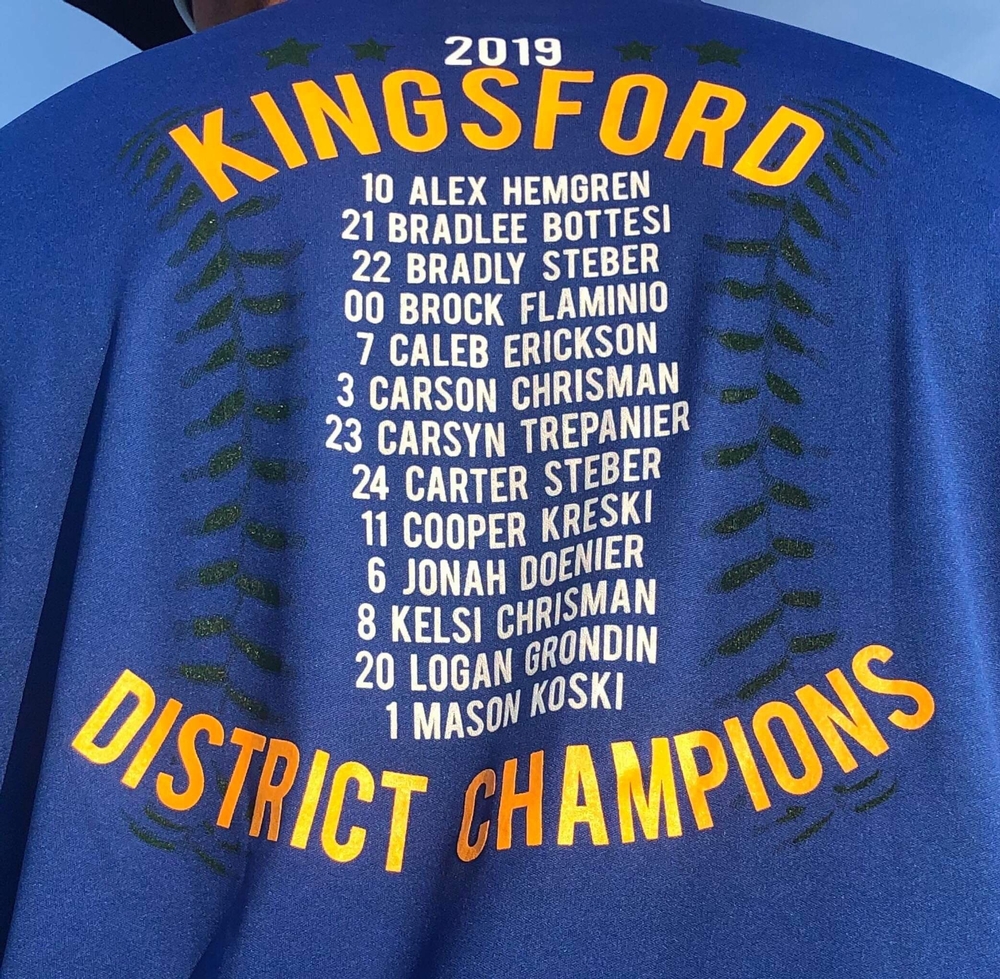 2019
KINGSFORD
10 ALEX HEMGREN
21 BRADLEE BOTTESI
22 BRADLY STEBER
00 BROCK FLAMINIO
7 CALEB ERICKSON
3 CARSON CHRISMAN
23 CARSYN TREPANIER
24 CARTER STEBER
11 COOPER KRESKI
6 JONAH DOENIER
8 KELSI CHRISMAN
20 LOGAN GRONDIN
1 MASON KOSKI
DISTRICT CHAMPIONS